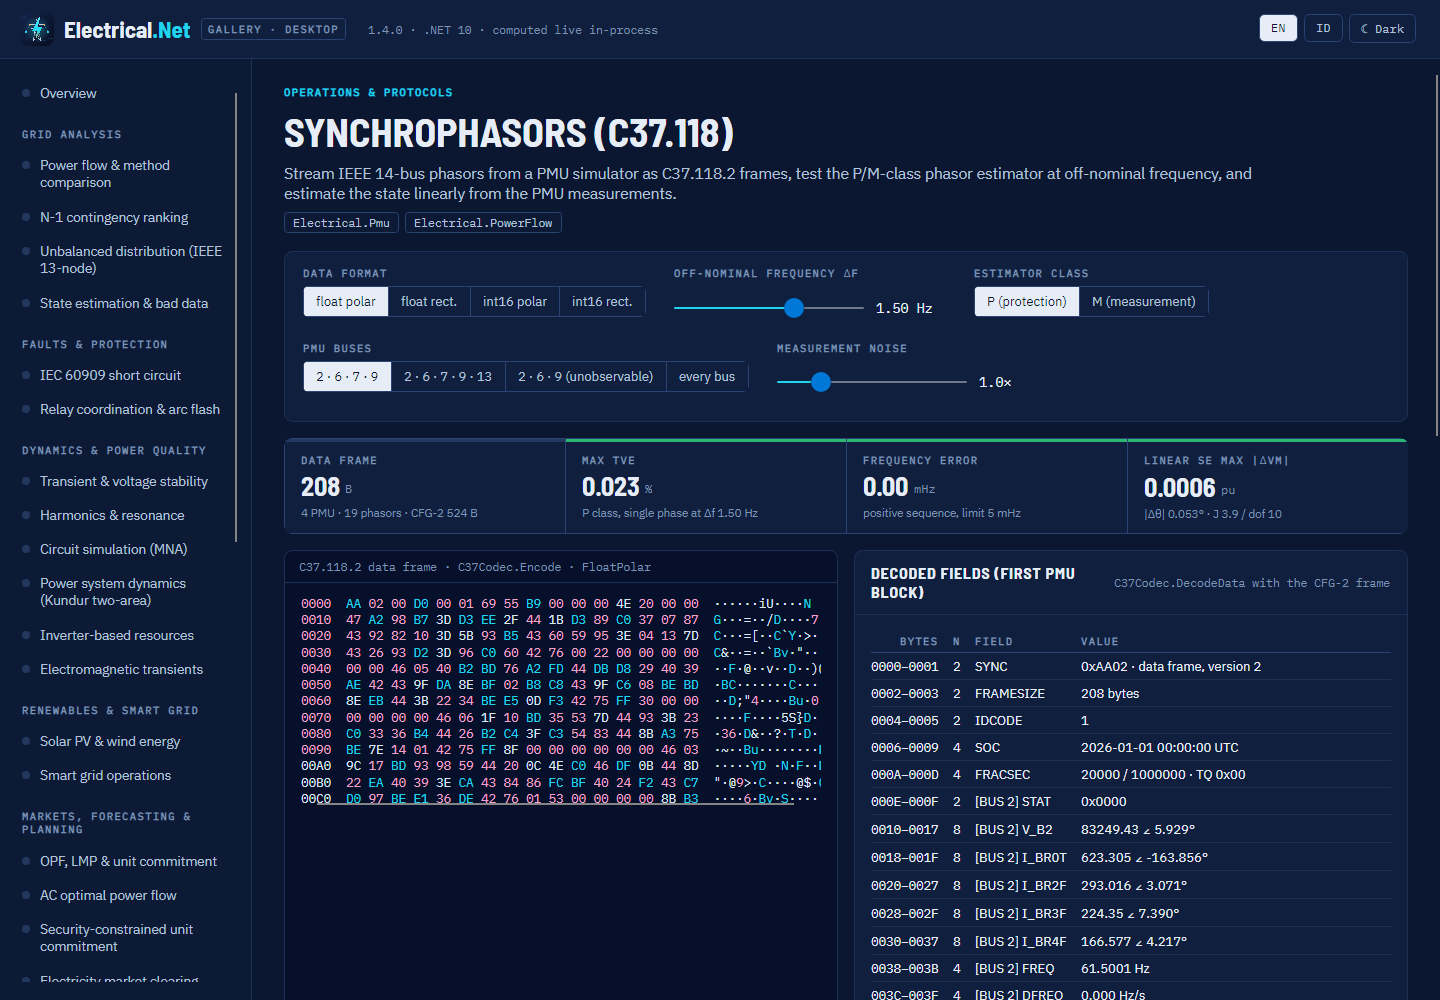 Electrical.Net
GALLERY · DESKTOP
1.4.0 · .NET 10 · computed live in-process
EN
ID
☾ Dark
Overview
GRID ANALYSIS
Power flow & method
comparison
N-1 contingency ranking
Unbalanced distribution (IEEE
13-node)
State estimation & bad data
FAULTS & PROTECTION
IEC 60909 short circuit
Relay coordination & arc flash
DYNAMICS & POWER QUALITY
Transient & voltage stability
Harmonics & resonance
Circuit simulation (MNA)
Power system dynamics
(Kundur two-area)
Inverter-based resources
Electromagnetic transients
RENEWABLES & SMART GRID
Solar PV & wind energy
Smart grid operations
MARKETS, FORECASTING &
PLANNING
OPF, LMP & unit commitment
AC optimal power flow
Security-constrained unit
commitment
Electricity market clearing
OPERATIONS & PROTOCOLS
SYNCHROPHASORS (C37.118)
Stream IEEE 14-bus phasors from a PMU simulator as C37.118.2 frames, test the P/M-class phasor estimator at off-nominal frequency, and
estimate the state linearly from the PMU measurements.
Electrical.Pmu
Electrical.PowerFlow
DATA FORMAT
float polar
float rect.
int16 polar
int16 rect.
OFF-NOMINAL FREQUENCY ΔF
1.50 Hz
ESTIMATOR CLASS
P (protection)
M (measurement)
PMU BUSES
2 · 6 · 7 · 9
2 · 6 · 7 · 9 · 13
2 · 6 · 9 (unobservable)
every bus
MEASUREMENT NOISE
1.0×
DATA FRAME
208 B
4 PMU · 19 phasors · CFG-2 524 B
MAX TVE
0.023 %
P class, single phase at Δf 1.50 Hz
FREQUENCY ERROR
0.00 mHz
positive sequence, limit 5 mHz
LINEAR SE MAX |ΔVM|
0.0006 pu
|Δθ| 0.053° · J 3.9 / dof 10
C37.118.2 data frame · C37Codec.Encode · FloatPolar
0000 AA 02 00 D0 00 01 69 55 B9 00 00 00 4E 20 00 00 ······iU····N
0010 47 A2 98 B7 3D D3 EE 2F 44 1B D3 89 C0 37 07 87 G···=··/D····7
0020 43 92 82 10 3D 5B 93 B5 43 60 59 95 3E 04 13 7D C···=[··C`Y·>·
0030 43 26 93 D2 3D 96 C0 60 42 76 00 22 00 00 00 00 C&··=··`Bv·"··
0040 00 00 46 05 40 B2 BD 76 A2 FD 44 DB D8 29 40 39 ··F·@··v··D··)(
0050 AE 42 43 9F DA 8E BF 02 B8 C8 43 9F C6 08 BE BD ·BC·······C···
0060 8E EB 44 3B 22 34 BE E5 0D F3 42 75 FF 30 00 00 ··D;"4····Bu·0
0070 00 00 00 00 46 06 1F 10 BD 35 53 7D 44 93 3B 23 ····F····5S}D·
0080 C0 33 36 B4 44 26 B2 C4 3F C3 54 83 44 8B A3 75 ·36·D&··?·T·D·
0090 BE 7E 14 01 42 75 FF 8F 00 00 00 00 00 00 46 03 ·~··Bu········
00A0 9C 17 BD 93 98 59 44 20 0C 4E C0 46 DF 0B 44 8D ·····YD ·N·F··
00B0 22 EA 40 39 3E CA 43 84 86 FC BF 40 24 F2 43 C7 "·@9>·C····@$·
00C0 D0 97 BE E1 36 DE 42 76 01 53 00 00 00 00 8B B3 ····6·Bv·S····
DECODED FIELDS (FIRST PMU
BLOCK)
C37Codec.DecodeData with the CFG-2 frame
BYTES N FIELD VALUE
0000–0001 2 SYNC 0xAA02 · data frame, version 2
0002–0003 2 FRAMESIZE 208 bytes
0004–0005 2 IDCODE 1
0006–0009 4 SOC 2026-01-01 00:00:00 UTC
000A–000D 4 FRACSEC 20000 / 1000000 · TQ 0x00
000E–000F 2 [BUS 2] STAT 0x0000
0010–0017 8 [BUS 2] V_B2 83249.43 ∠ 5.929°
0018–001F 8 [BUS 2] I_BR0T 623.305 ∠ -163.856°
0020–0027 8 [BUS 2] I_BR2F 293.016 ∠ 3.071°
0028–002F 8 [BUS 2] I_BR3F 224.35 ∠ 7.390°
0030–0037 8 [BUS 2] I_BR4F 166.577 ∠ 4.217°
0038–003B 4 [BUS 2] FREQ 61.5001 Hz
003C–003F 4 [BUS 2] DFREQ 0.000 Hz/s